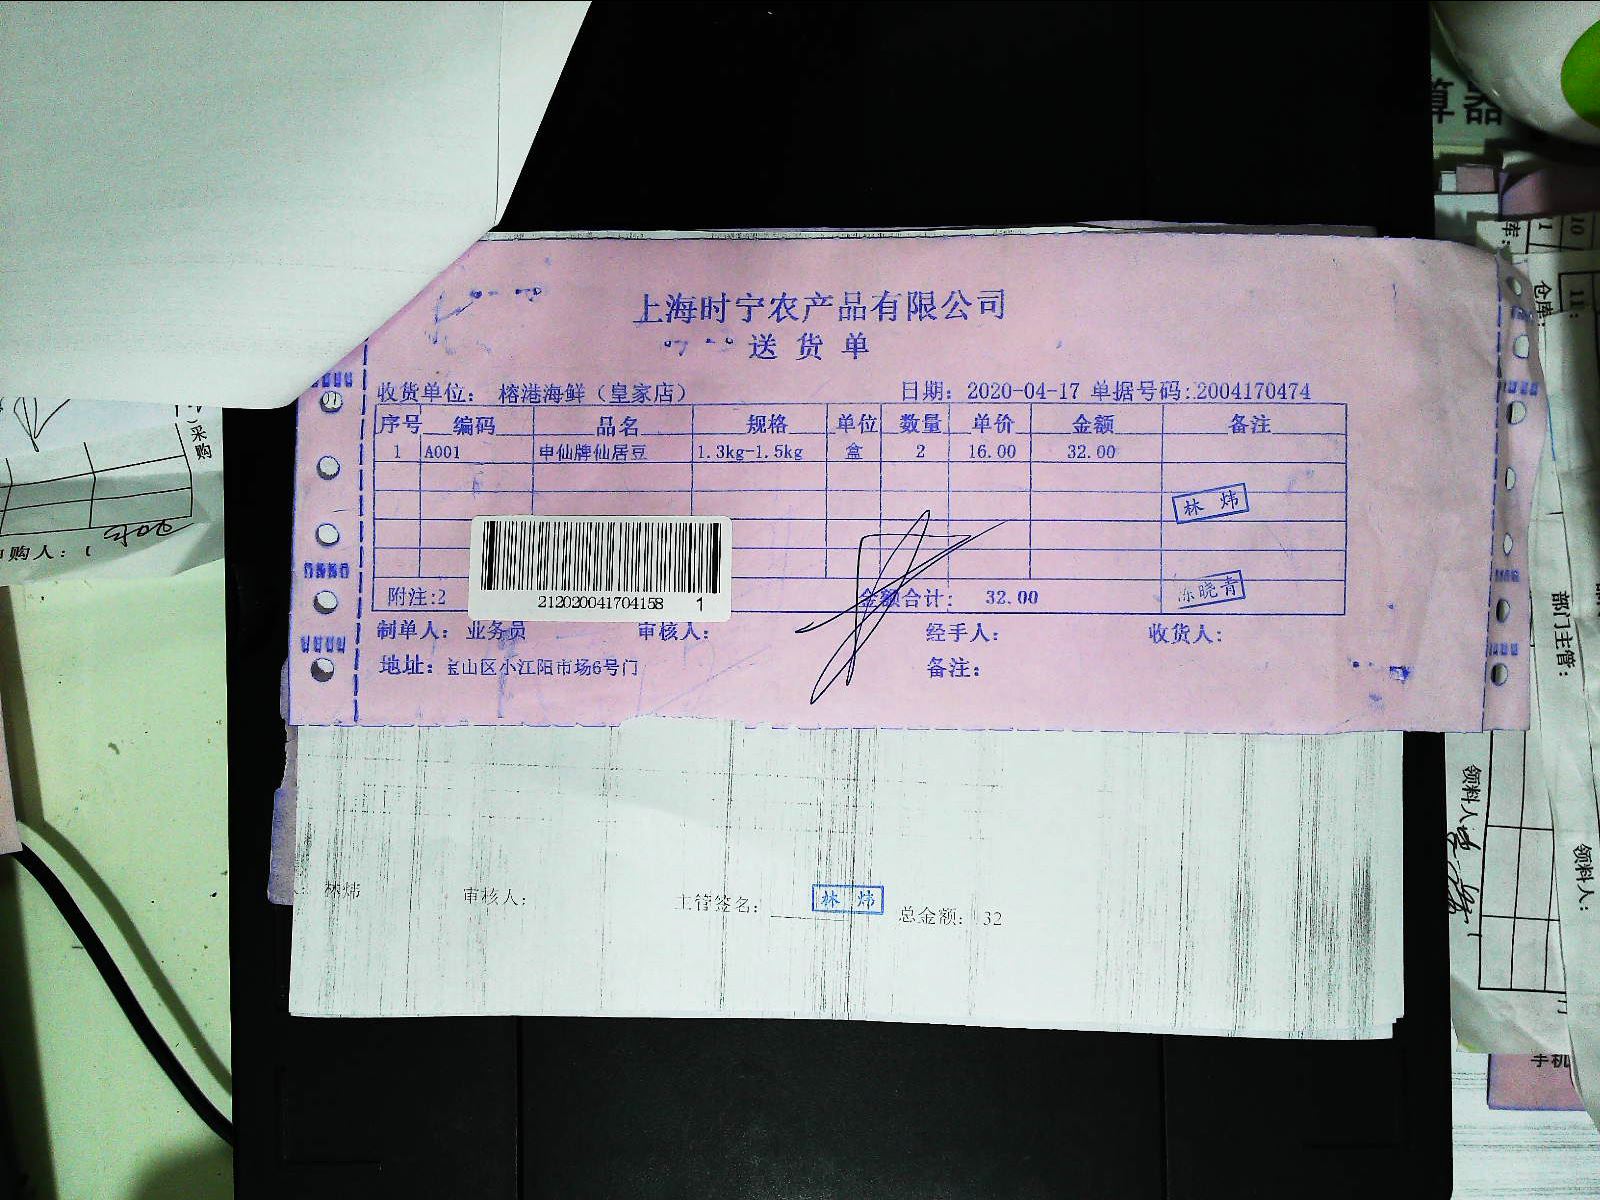 上海时宁农产品有限公司
送货单
收货单位: 榕港海鲜（皇家店） 日期: 2020-04-17 单据号码:2004170474
序号 编码 品名 规格 单位 数量 单价 金额 备注
1 A001 申仙牌仙居豆 1.3kg-1.5kg 盒 2 16.00 32.00
林炜
212020041704158 1
附注:2 金额合计: 32.00 陈晓青
制单人: 业务员 审核人: 经手人: 收货人:
地址: 宝山区小江阳市场6号门 备注:
林炜 审核人: 主管签名: 林炜 总金额: 32
采购
购人:
算器
10
1
库:
11:
仓库:
部门主管:
领料人
领料人:
手机